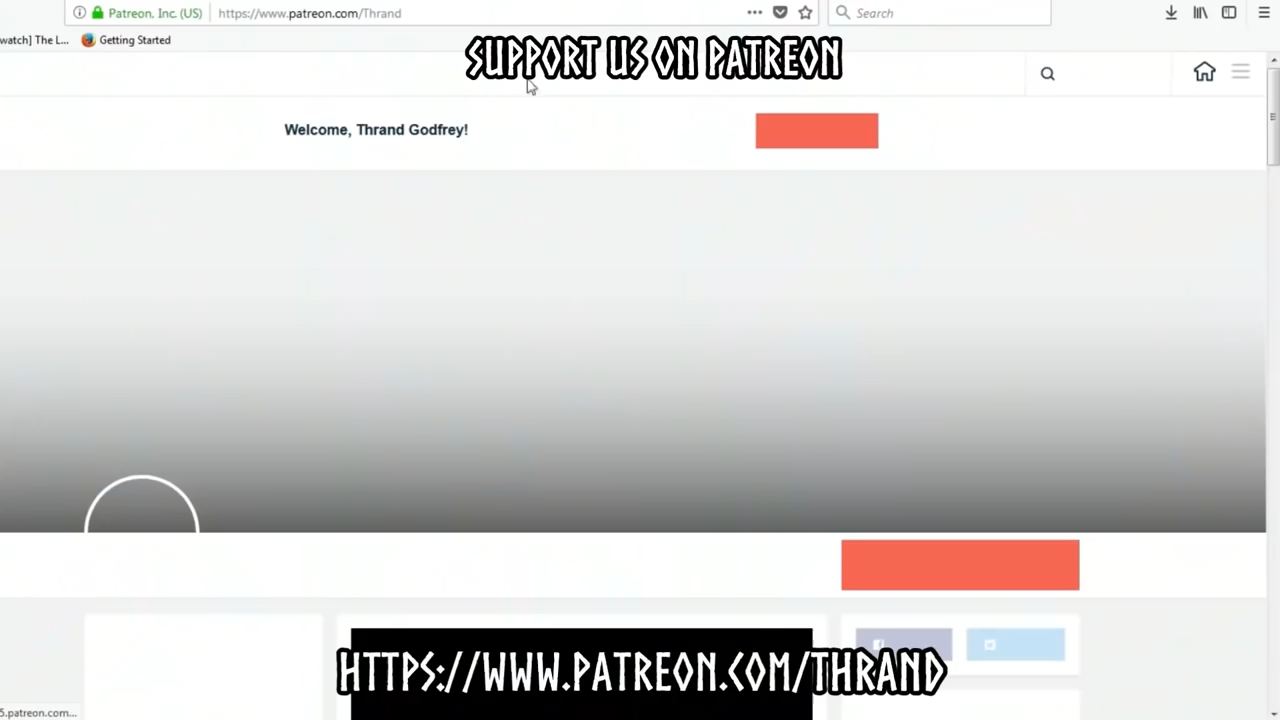 Patreon, Inc. (US) https://www.patreon.com/Thrand
Search
watch] The L... Getting Started
SUPPORT US ON PATREON
Welcome, Thrand Godfrey!
HTTPS://WWW.PATREON.COM/THRAND
5.patreon.com...